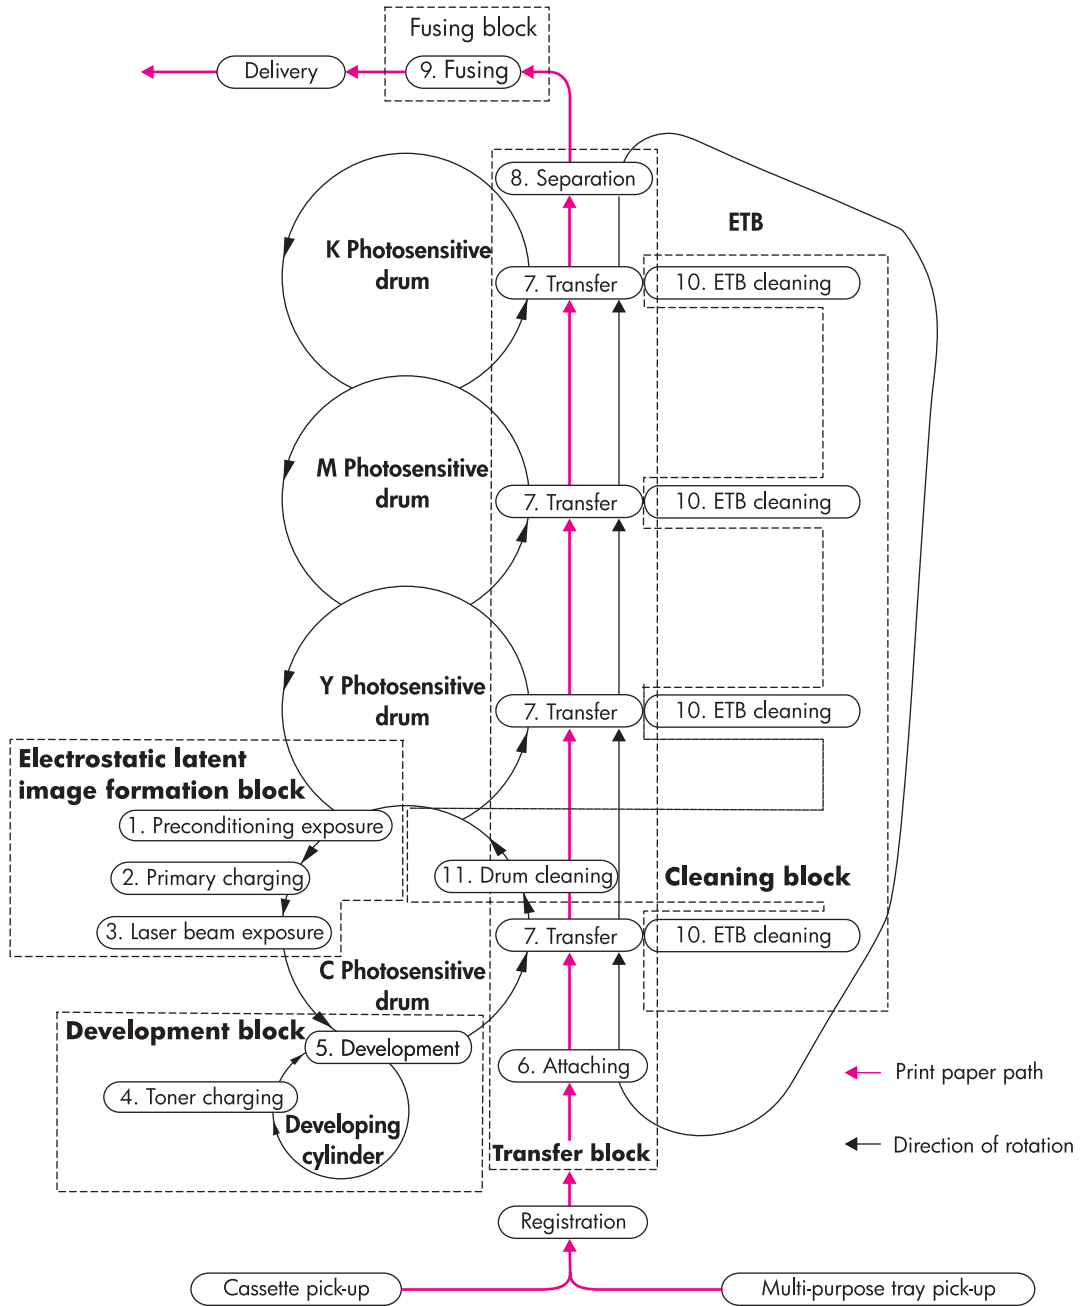 Fusing block
Delivery
9. Fusing
8. Separation
ETB
K Photosensitive
drum
7. Transfer
10. ETB cleaning
M Photosensitive
drum
7. Transfer
10. ETB cleaning
Y Photosensitive
drum
7. Transfer
10. ETB cleaning
Electrostatic latent
image formation block
1. Preconditioning exposure
2. Primary charging
11. Drum cleaning
Cleaning block
3. Laser beam exposure
7. Transfer
10. ETB cleaning
C Photosensitive
drum
Development block
5. Development
6. Attaching
Print paper path
4. Toner charging
Developing
cylinder
Transfer block
Direction of rotation
Registration
Cassette pick-up
Multi-purpose tray pick-up